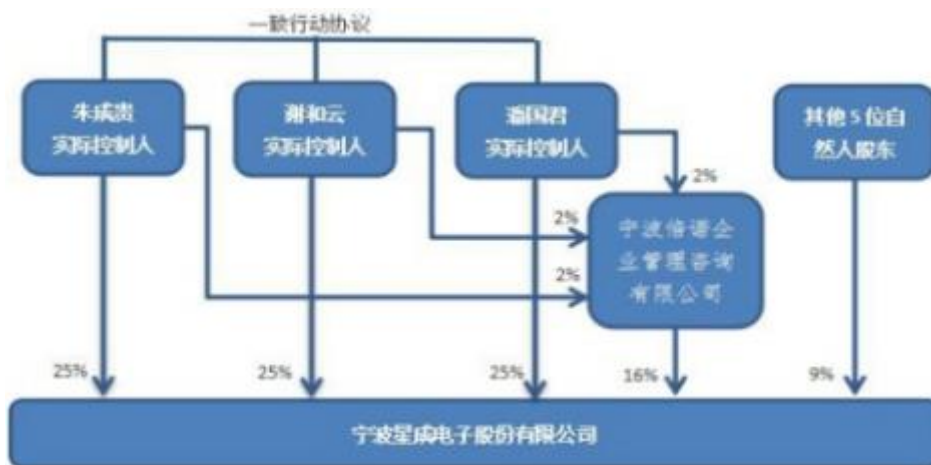 一致行动协议
朱成贵
实际控制人
谢和云
实际控制人
潘国君
实际控制人
其他5位自
然人股东
2%
2%
2%
宁波倍诺企
业管理咨询
有限公司
25%
25%
25%
16%
9%
宁波星成电子股份有限公司